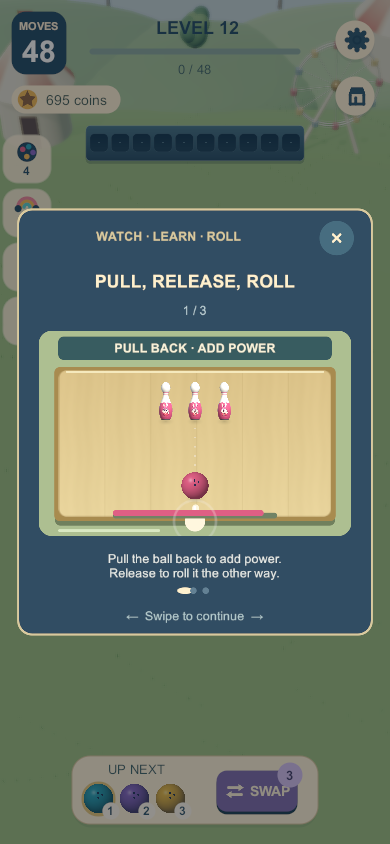 MOVES
48
LEVEL 12
0 / 48
695 coins
4
WATCH · LEARN · ROLL
×
PULL, RELEASE, ROLL
1 / 3
PULL BACK · ADD POWER
Pull the ball back to add power.
Release to roll it the other way.
← Swipe to continue →
UP NEXT
1
2
3
SWAP
3